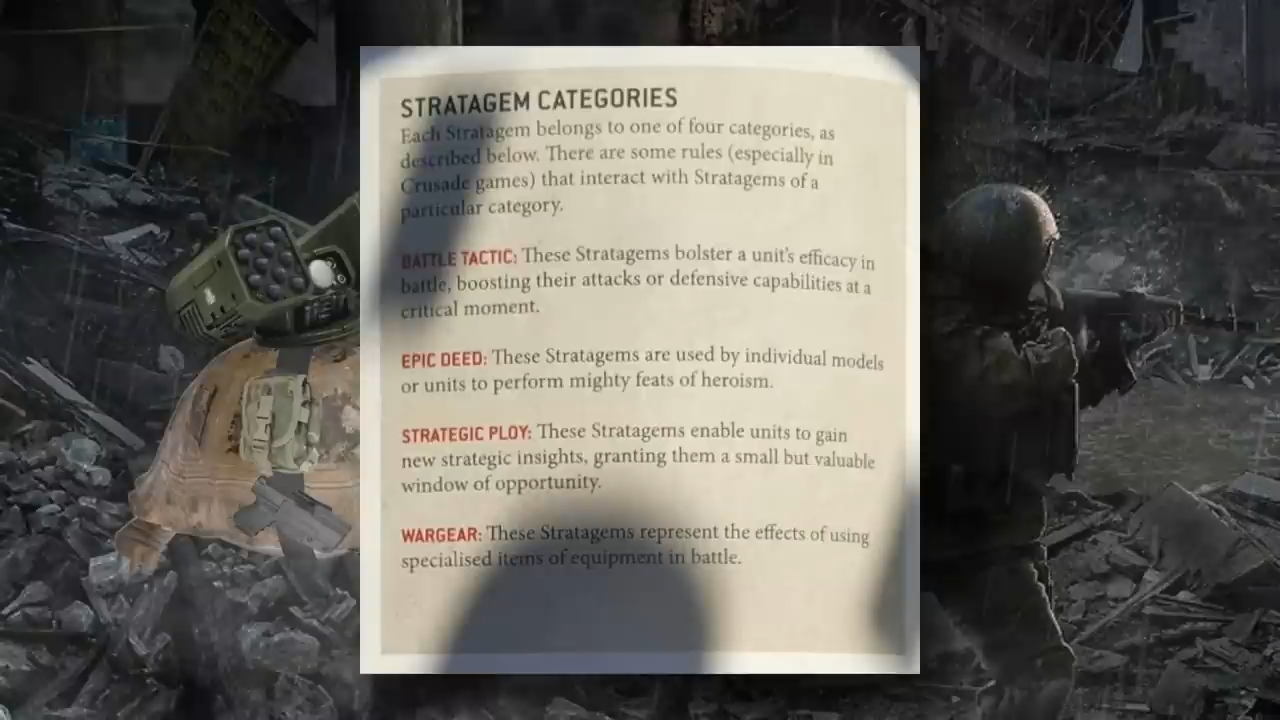 STRATAGEM CATEGORIES
Each Stratagem belongs to one of four categories, as
described below. There are some rules (especially in
Crusade games) that interact with Stratagems of a
particular category.
BATTLE TACTIC: These Stratagems bolster a unit's efficacy in
battle, boosting their attacks or defensive capabilities at a
critical moment.
EPIC DEED: These Stratagems are used by individual models
or units to perform mighty feats of heroism.
STRATEGIC PLOY: These Stratagems enable units to gain
new strategic insights, granting them a small but valuable
window of opportunity.
WARGEAR: These Stratagems represent the effects of using
specialised items of equipment in battle.